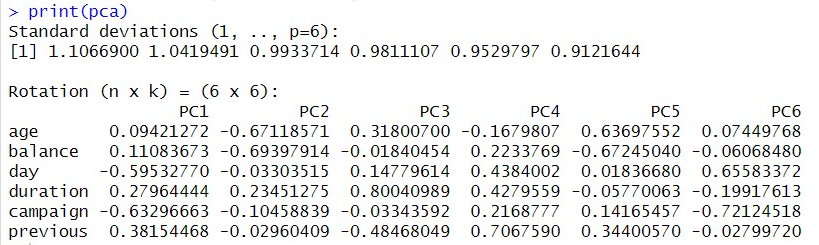 > print(pca)
Standard deviations (1, .., p=6):
[1] 1.1066900 1.0419491 0.9933714 0.9811107 0.9529797 0.9121644
Rotation (n x k) = (6 x 6):
PC1 PC2 PC3 PC4 PC5 PC6
age 0.09421272 -0.67118571 0.31800700 -0.1679807 0.63697552 0.07449768
balance 0.11083673 -0.69397914 -0.01840454 0.2233769 -0.67245040 -0.06068480
day -0.59532770 -0.03303515 0.14779614 0.4384002 0.01836680 0.65583372
duration 0.27964444 0.23451275 0.80040989 0.4279559 -0.05770063 -0.19917613
campaign -0.63296663 -0.10458839 -0.03343592 0.2168777 0.14165457 -0.72124518
previous 0.38154468 -0.02960409 -0.48468049 0.7067590 0.34400570 -0.02799720